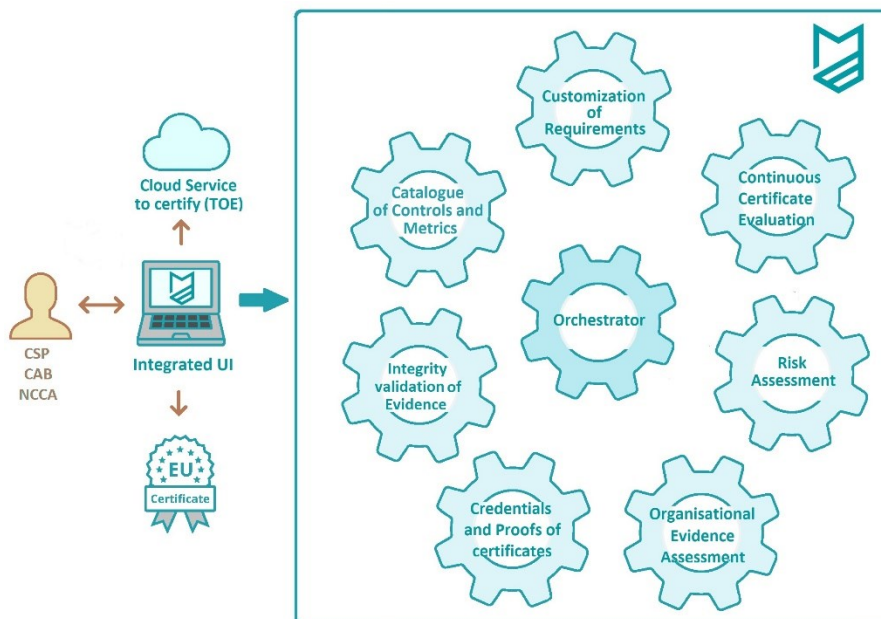 Cloud Service
to certify (TOE)
CSP
CAB
NCCA
Integrated UI
EU
Certificate
Customization
of
Requirements
Catalogue
of Controls and
Metrics
Continuous
Certificate
Evaluation
Orchestrator
Integrity
validation of
Evidence
Risk
Assessment
Credentials
and Proofs of
certificates
Organisational
Evidence
Assessment